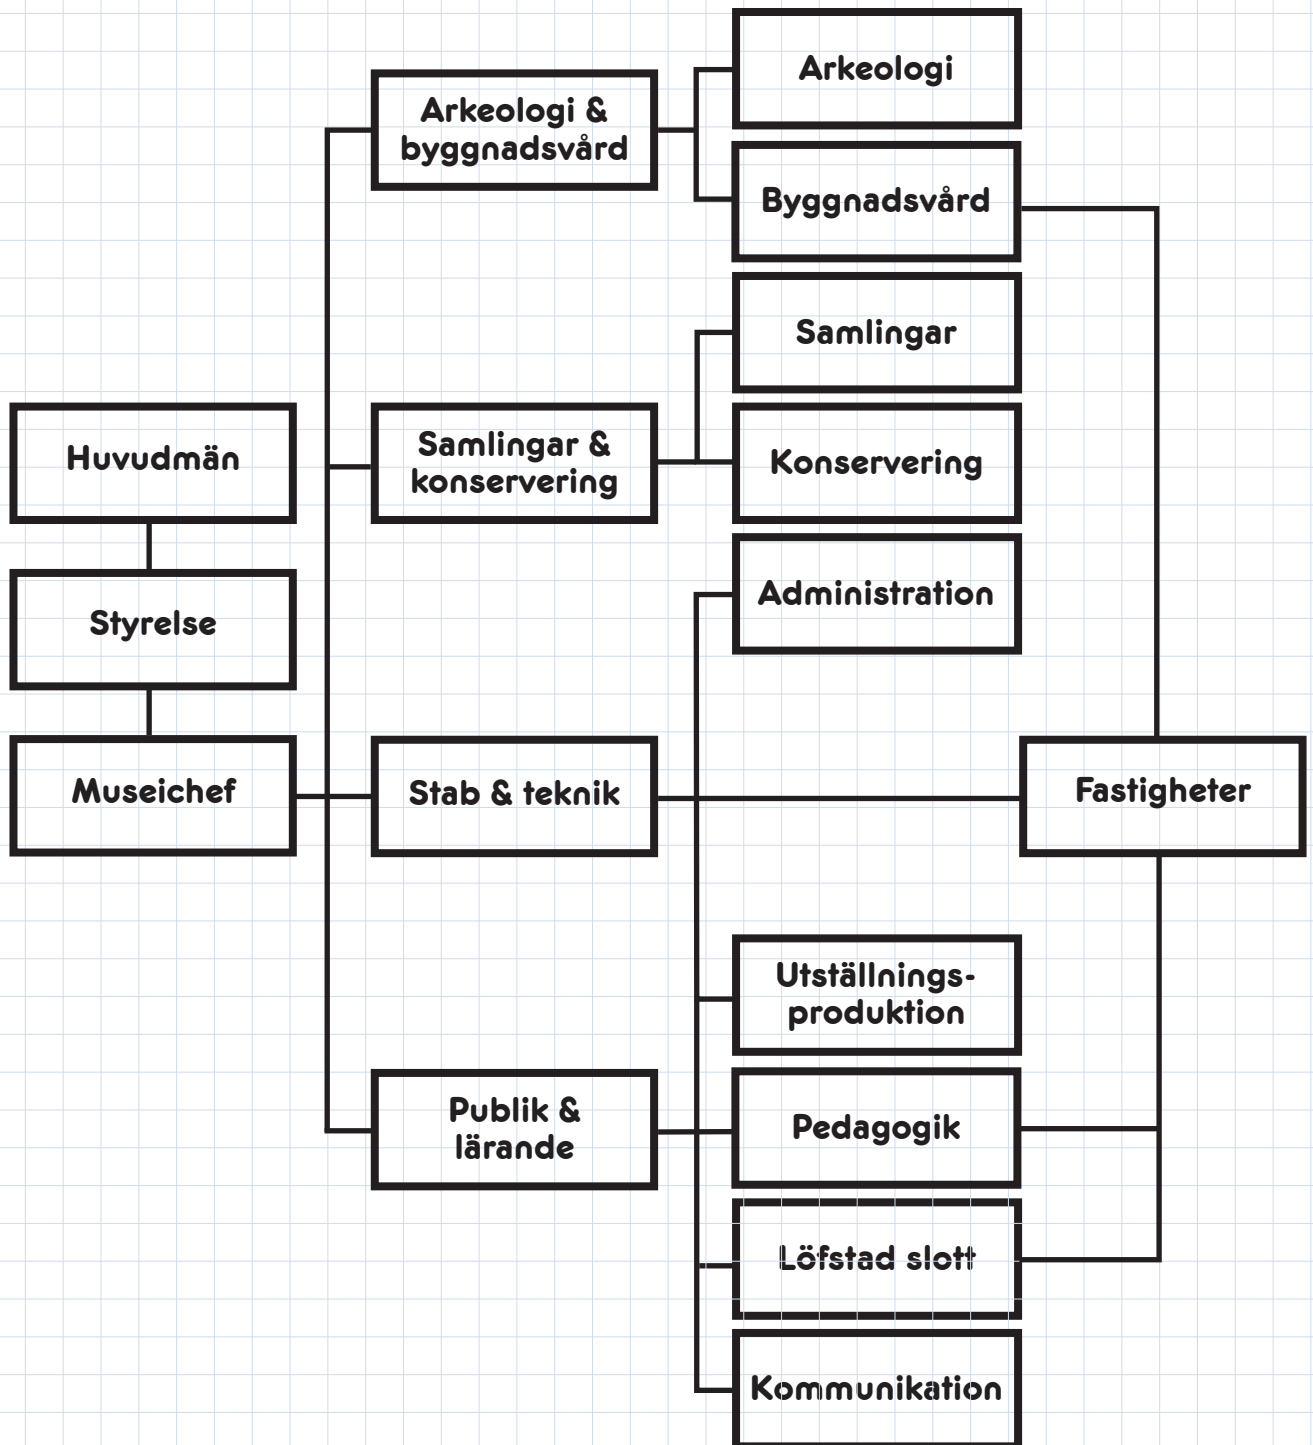 Arkeologi
Arkeologi &
byggnadsvård
Byggnadsvård
Samlingar
Huvudmän
Samlingar &
konservering
Konservering
Styrelse
Administration
Museichef
Stab & teknik
Fastigheter
Utställnings-
produktion
Publik &
lärande
Pedagogik
Löfstad slott
Kommunikation